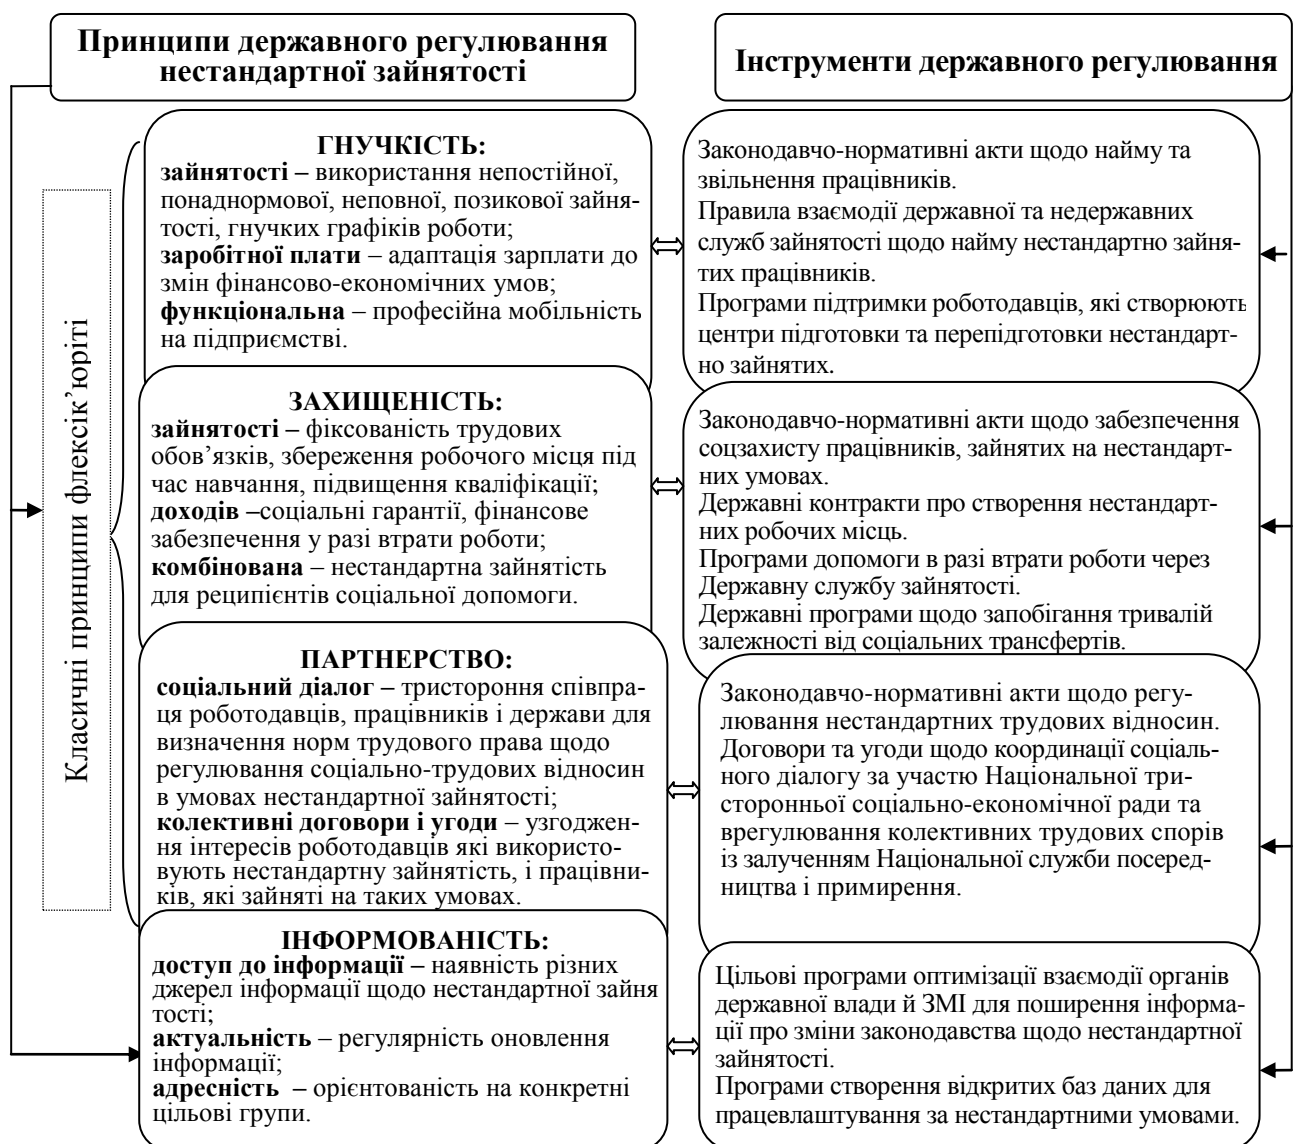 Принципи державного регулювання
нестандартної зайнятості
Інструменти державного регулювання
Класичні принципи флексік’юріті
ГНУЧКІСТЬ:
зайнятості – використання непостійної,
понаднормової, неповної, позикової зайня-
тості, гнучких графіків роботи;
заробітної плати – адаптація зарплати до
змін фінансово-економічних умов;
функціональна – професійна мобільність
на підприємстві.
Законодавчо-нормативні акти щодо найму та
звільнення працівників.
Правила взаємодії державної та недержавних
служб зайнятості щодо найму нестандартно зайня-
тих працівників.
Програми підтримки роботодавців, які створюють
центри підготовки та перепідготовки нестандарт-
но зайнятих.
ЗАХИЩЕНІСТЬ:
зайнятості – фіксованість трудових
обов’язків, збереження робочого місця під
час навчання, підвищення кваліфікації;
доходів –соціальні гарантії, фінансове
забезпечення у разі втрати роботи;
комбінована – нестандартна зайнятість
для реципієнтів соціальної допомоги.
Законодавчо-нормативні акти щодо забезпечення
соцзахисту працівників, зайнятих на нестандарт-
них умовах.
Державні контракти про створення нестандарт-
них робочих місць.
Програми допомоги в разі втрати роботи через
Державну службу зайнятості.
Державні програми щодо запобігання тривалій
залежності від соціальних трансфертів.
ПАРТНЕРСТВО:
соціальний діалог – тристороння співпра-
ця роботодавців, працівників і держави для
визначення норм трудового права щодо
регулювання соціально-трудових відносин
в умовах нестандартної зайнятості;
колективні договори і угоди – узгоджен-
ня інтересів роботодавців які використо-
вують нестандартну зайнятість, і працівни-
ків, які зайняті на таких умовах.
Законодавчо-нормативні акти щодо регу-
лювання нестандартних трудових відносин.
Договори та угоди щодо координації соціаль-
ного діалогу за участю Національної три-
сторонньої соціально-економічної ради та
врегулювання колективних трудових спорів
із залученням Національної служби посеред-
ництва і примирення.
ІНФОРМОВАНІСТЬ:
доступ до інформації – наявність різних
джерел інформації щодо нестандартної зайня
тості;
актуальність – регулярність оновлення
інформації;
адресність – орієнтованість на конкретні
цільові групи.
Цільові програми оптимізації взаємодії органів
державної влади й ЗМІ для поширення інформа-
ції про зміни законодавства щодо нестандартної
зайнятості.
Програми створення відкритих баз даних для
працевлаштування за нестандартними умовами.